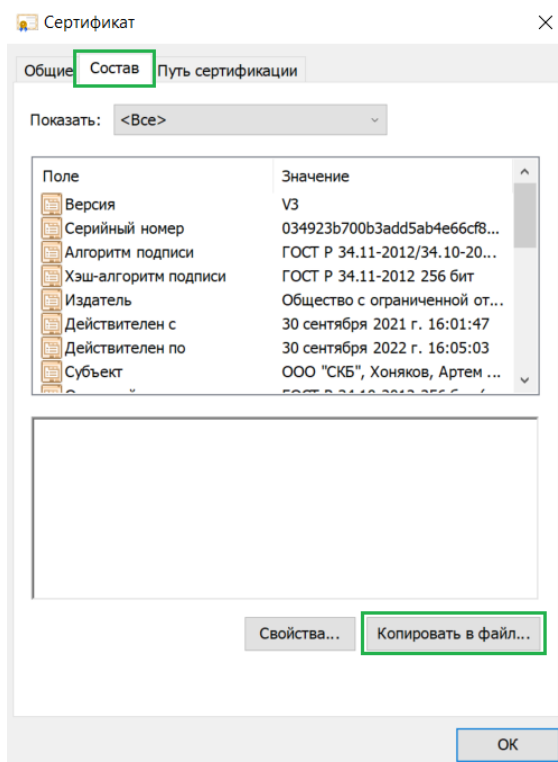 Сертификат
Общие Состав Путь сертификации
Показать: <Все>
Поле Значение
Версия V3
Серийный номер 034923b700b3add5ab4e66cf8...
Алгоритм подписи ГОСТ Р 34.11-2012/34.10-20...
Хэш-алгоритм подписи ГОСТ Р 34.11-2012 256 бит
Издатель Общество с ограниченной от...
Действителен с 30 сентября 2021 г. 16:01:47
Действителен по 30 сентября 2022 г. 16:05:03
Субъект ООО "СКБ", Хоняков, Артем ...
Свойства... Копировать в файл...
ОК